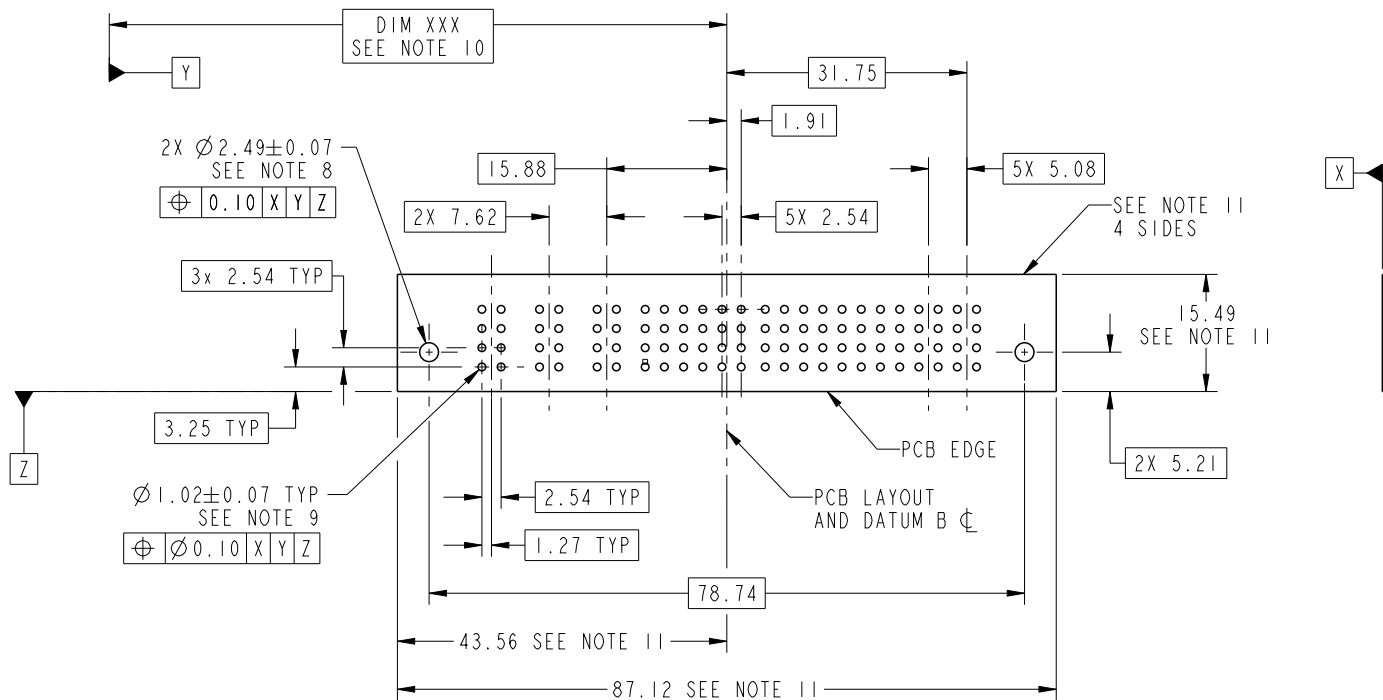 DIM XXX
SEE NOTE 10
Y
31.75
1.91
2X Ø2.49±0.07
SEE NOTE 8
⌖ 0.10 X Y Z
15.88
5X 5.08
X
2X 7.62
5X 2.54
SEE NOTE 11
4 SIDES
3x 2.54 TYP
15.49
SEE NOTE 11
3.25 TYP
Z
PCB EDGE
2X 5.21
Ø1.02±0.07 TYP
SEE NOTE 9
⌖ Ø0.10 X Y Z
2.54 TYP
PCB LAYOUT
AND DATUM B ℄
1.27 TYP
78.74
43.56 SEE NOTE 11
87.12 SEE NOTE 11